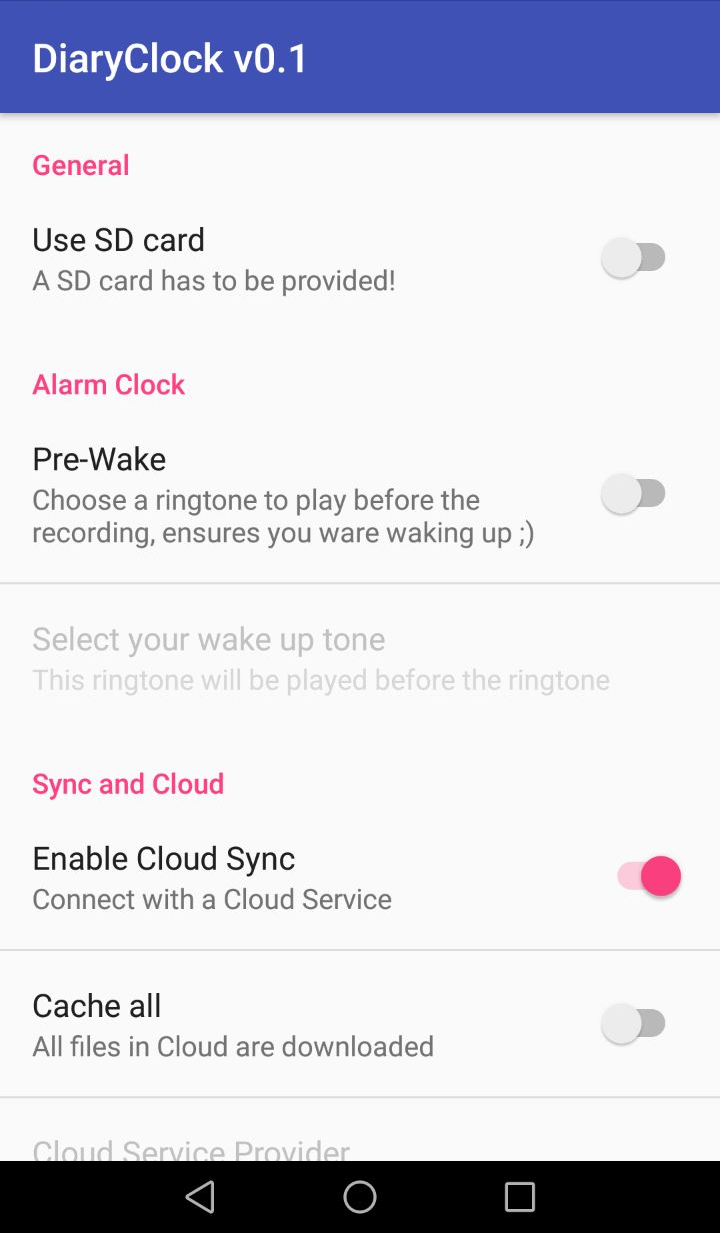 DiaryClock v0.1
General
Use SD card
A SD card has to be provided!
Alarm Clock
Pre-Wake
Choose a ringtone to play before the
recording, ensures you ware waking up ;)
Select your wake up tone
This ringtone will be played before the ringtone
Sync and Cloud
Enable Cloud Sync
Connect with a Cloud Service
Cache all
All files in Cloud are downloaded
Cloud Service Provider